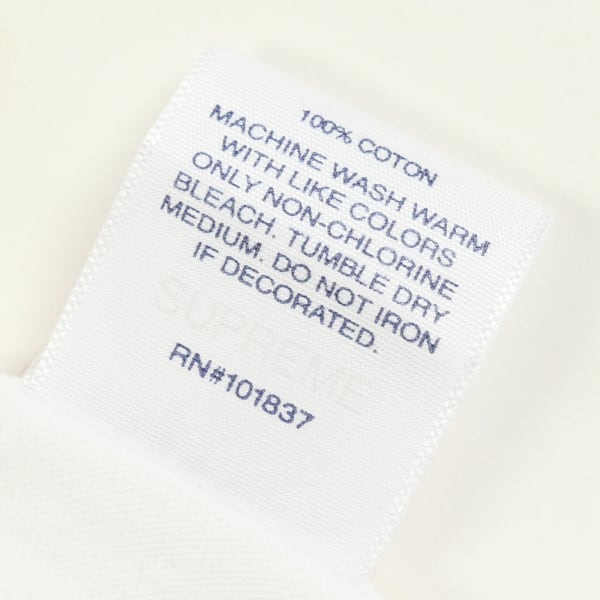 100% COTON
MACHINE WASH WARM
WITH LIKE COLORS
ONLY NON-CHLORINE
BLEACH. TUMBLE DRY
MEDIUM. DO NOT IRON
IF DECORATED.
SUPREME
RN#101837